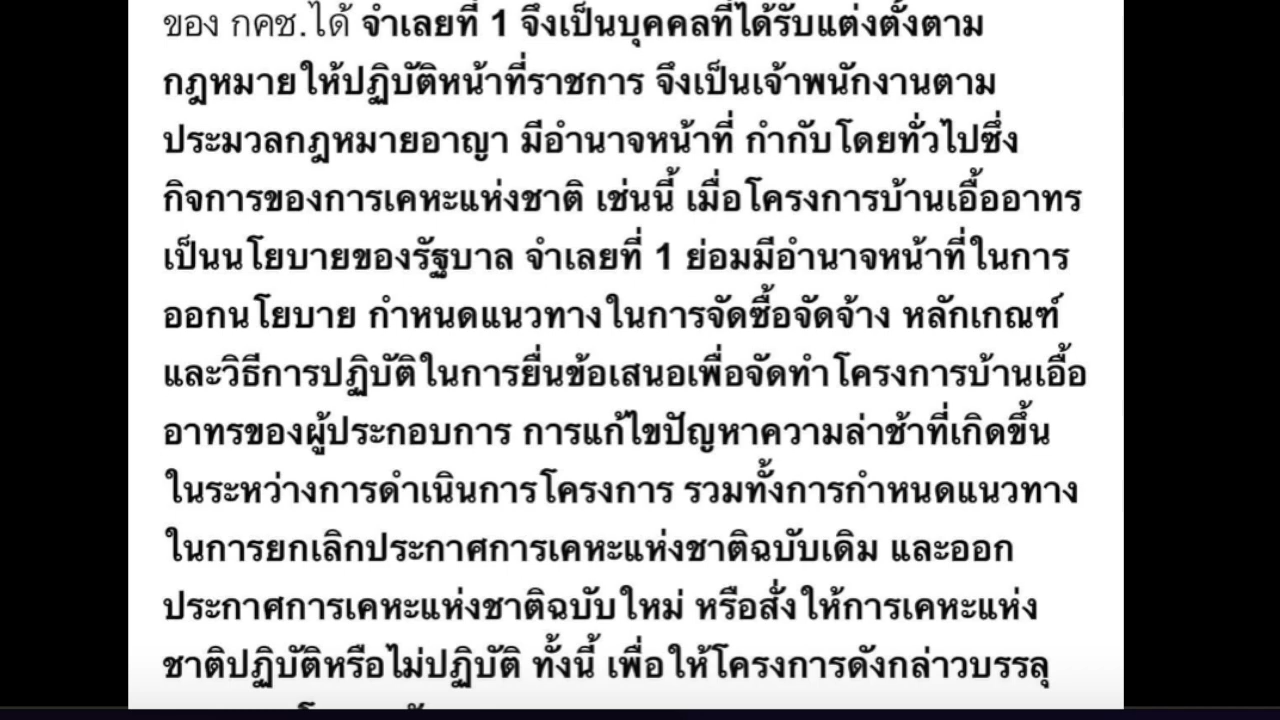 ของ กคช.ได้ จำเลยที่ 1 จึงเป็นบุคคลที่ได้รับแต่งตั้งตาม
กฎหมายให้ปฏิบัติหน้าที่ราชการ จึงเป็นเจ้าพนักงานตาม
ประมวลกฎหมายอาญา มีอำนาจหน้าที่ กำกับโดยทั่วไปซึ่ง
กิจการของการเคหะแห่งชาติ เช่นนี้ เมื่อโครงการบ้านเอื้ออาทร
เป็นนโยบายของรัฐบาล จำเลยที่ 1 ย่อมมีอำนาจหน้าที่ในการ
ออกนโยบาย กำหนดแนวทางในการจัดซื้อจัดจ้าง หลักเกณฑ์
และวิธีการปฏิบัติในการยื่นข้อเสนอเพื่อจัดทำโครงการบ้านเอื้อ
อาทรของผู้ประกอบการ การแก้ไขปัญหาความล่าช้าที่เกิดขึ้น
ในระหว่างการดำเนินการโครงการ รวมทั้งการกำหนดแนวทาง
ในการยกเลิกประกาศการเคหะแห่งชาติฉบับเดิม และออก
ประกาศการเคหะแห่งชาติฉบับใหม่ หรือสั่งให้การเคหะแห่ง
ชาติปฏิบัติหรือไม่ปฏิบัติ ทั้งนี้ เพื่อให้โครงการดังกล่าวบรรลุ